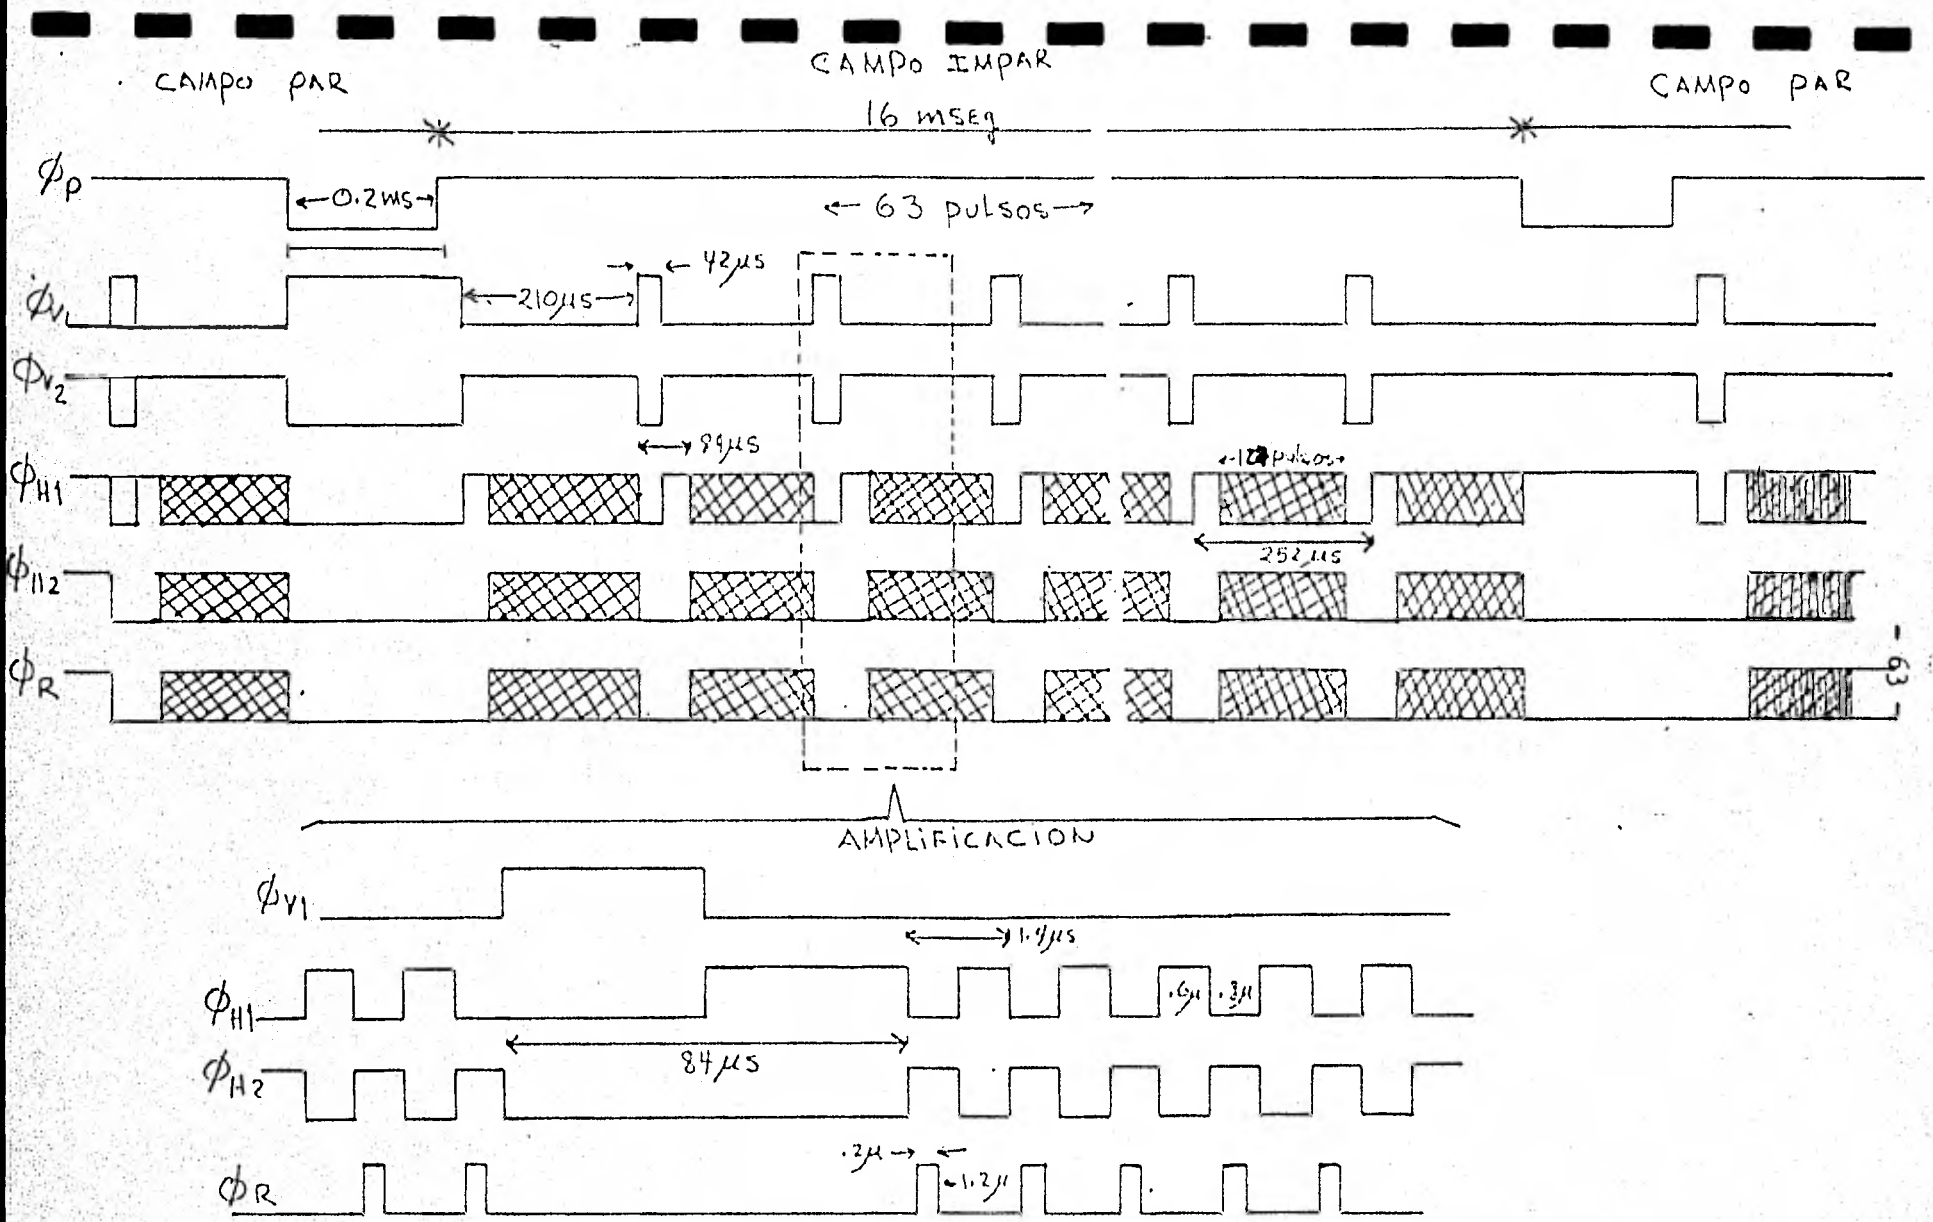 CAMPO PAR
CAMPO IMPAR
CAMPO PAR
16 mseg
φP
0.2ms
63 pulsos
φV1
210μs
42μs
φV2
84μs
φH1
pulsos
252μs
φH2
φR
- 63 -
AMPLIFICACION
φV1
1.4μs
φH1
.6μ
φH2
84μs
.2μ
1.2μ
φR